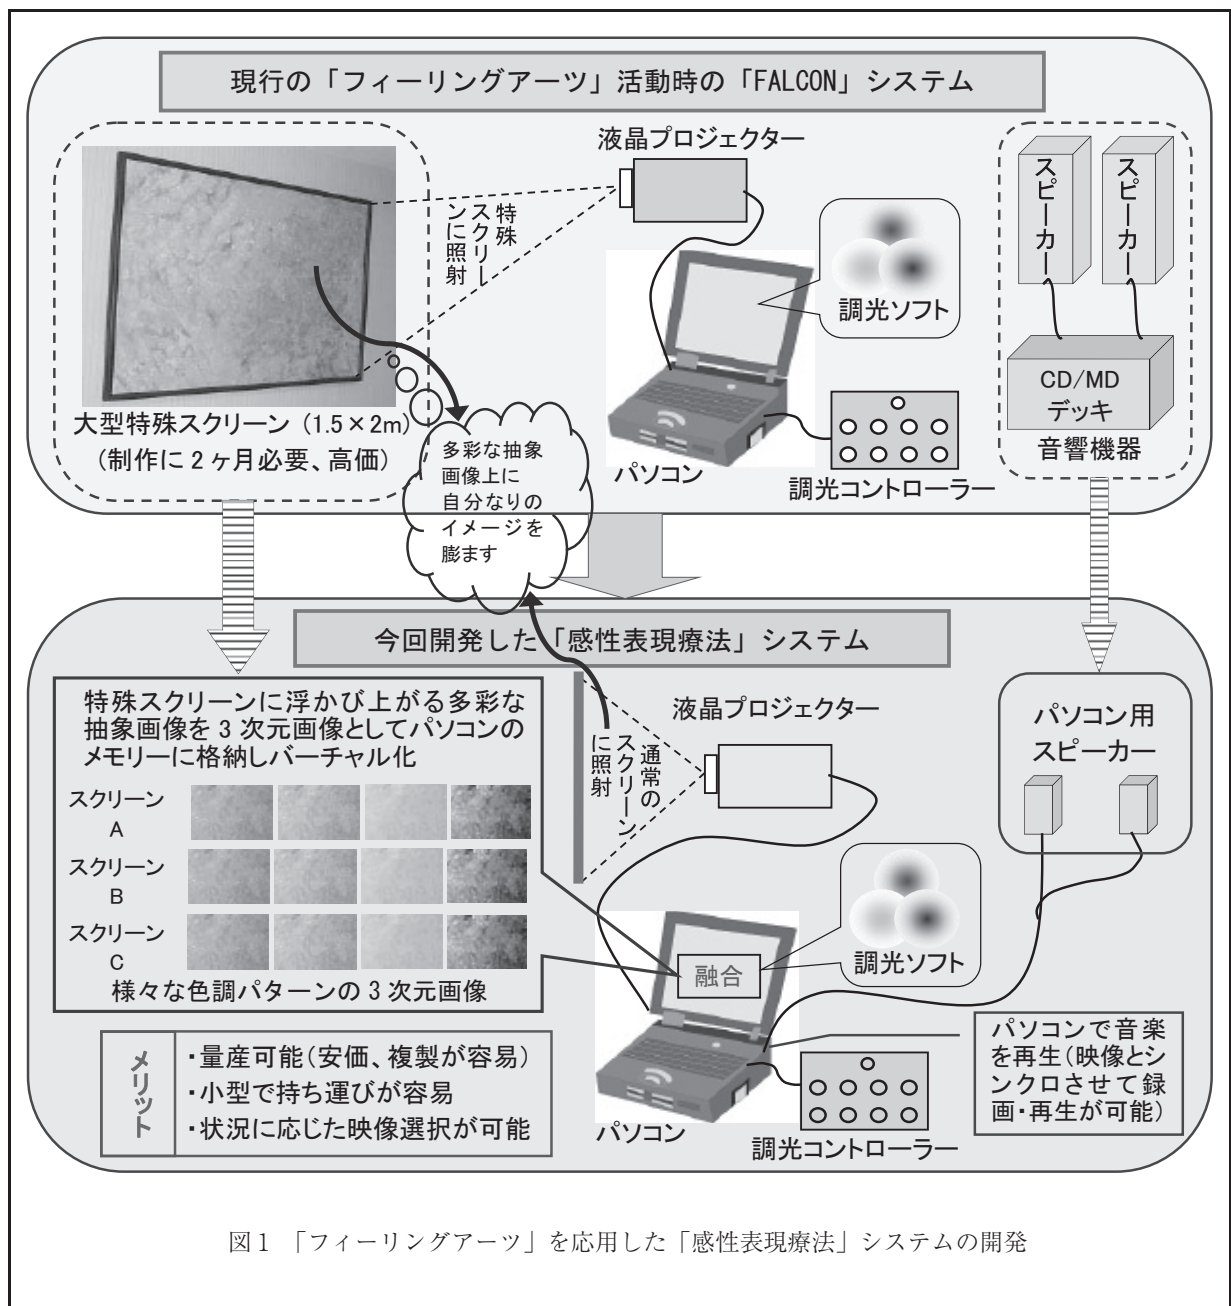 現行の「フィーリングアーツ」活動時の「FALCON」システム
液晶プロジェクター
特殊
スクリー
ンに照射
調光ソフト
スピーカー
スピーカー
CD/MD
デッキ
音響機器
大型特殊スクリーン (1.5×2m)
(制作に2ヶ月必要、高価)
パソコン
調光コントローラー
多彩な抽象
画像上に
自分なりの
イメージを
膨ます
今回開発した「感性表現療法」システム
特殊スクリーンに浮かび上がる多彩な
抽象画像を3次元画像としてパソコンの
メモリーに格納しバーチャル化
スクリーン
A
スクリーン
B
スクリーン
C
様々な色調パターンの3次元画像
液晶プロジェクター
通常の
スクリーン
に照射
パソコン用
スピーカー
融合
調光ソフト
メリット
・量産可能(安価、複製が容易)
・小型で持ち運びが容易
・状況に応じた映像選択が可能
パソコン
調光コントローラー
パソコンで音楽
を再生(映像とシ
ンクロさせて録
画・再生が可能)
図1 「フィーリングアーツ」を応用した「感性表現療法」システムの開発